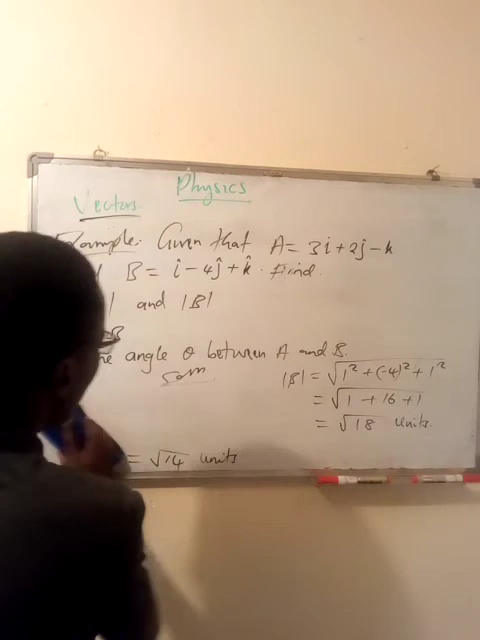 Physics
Vectors
Example: Given that A = 3i + 2j - k
B = î - 4ĵ + k̂. Find
| and |B|
B
angle θ between A and B.
Soln
|B| = √1² + (-4)² + 1²
= √1 + 16 + 1
= √18 units.
= √14 units